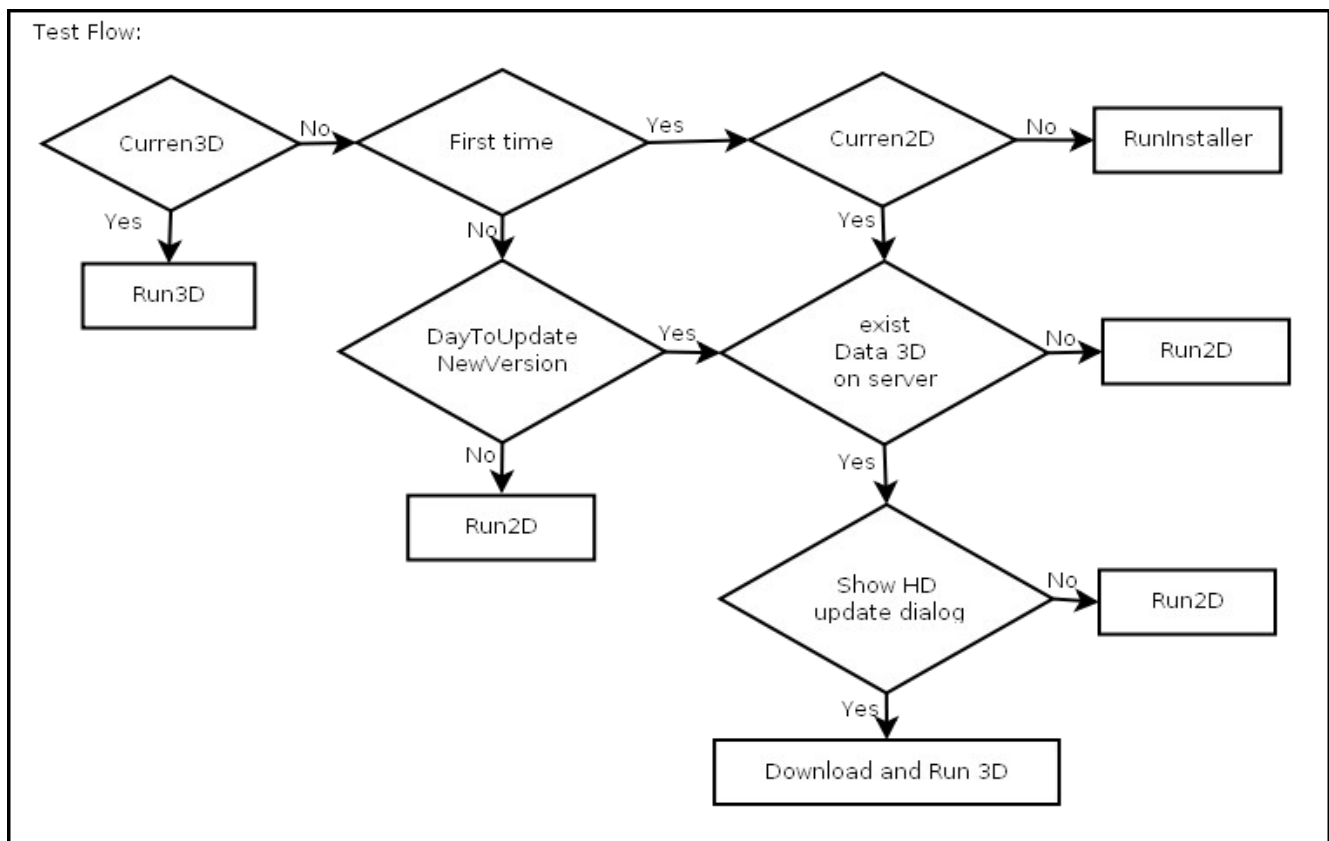 Test Flow:
Curren3D
No
First time
Yes
Curren2D
No
RunInstaller
Yes
No
Yes
Run3D
DayToUpdate
NewVersion
Yes
exist
Data 3D
on server
No
Run2D
No
Yes
Run2D
Show HD
update dialog
No
Run2D
Yes
Download and Run 3D